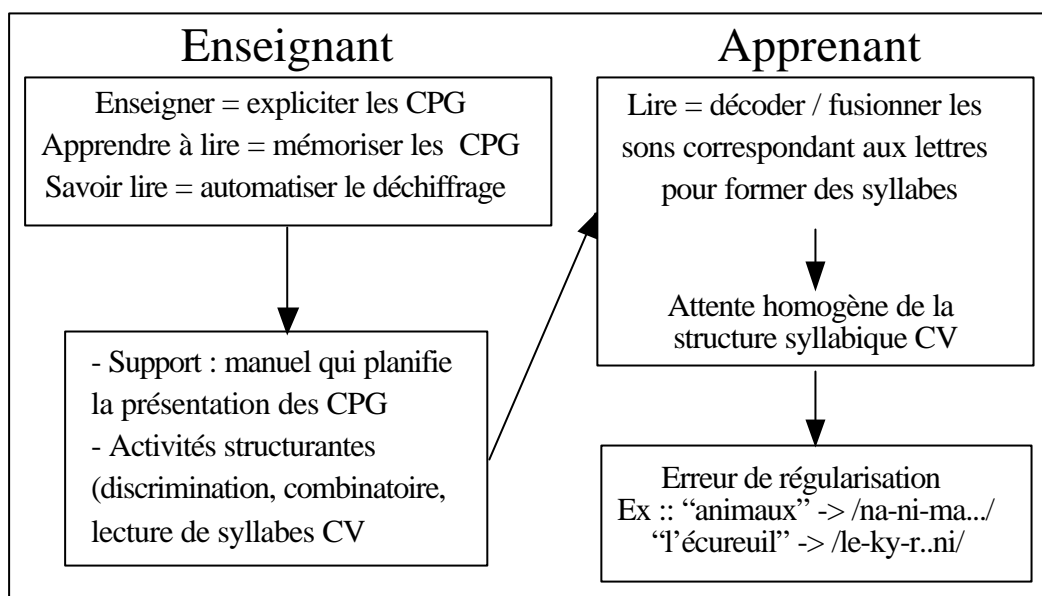 Enseignant
Enseigner = expliciter les CPG
Apprendre à lire = mémoriser les CPG
Savoir lire = automatiser le déchiffrage
- Support : manuel qui planifie
la présentation des CPG
- Activités structurantes
(discrimination, combinatoire,
lecture de syllabes CV
Apprenant
Lire = décoder / fusionner les
sons correspondant aux lettres
pour former des syllabes
Attente homogène de la
structure syllabique CV
Erreur de régularisation
Ex :: “animaux” -> /na-ni-ma.../
“l’écureuil” -> /le-ky-r..ni/